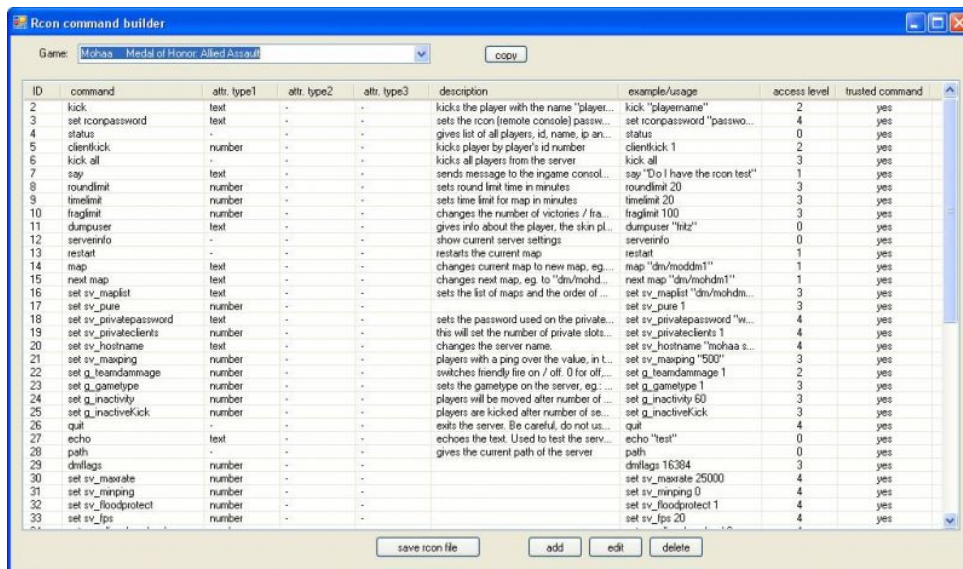 Rcon command builder
Game: Mohaa Medal of Honor: Allied Assault copy
ID command attr. type1 attr. type2 attr. type3 description example/usage access level trusted command
2 kick text - - kicks the player with the name "player... kick "playername" 2 yes
3 set rconpassword text - - sets the rcon (remote console) passw... set rconpassword "passwo... 4 yes
4 status - - - gives list of all players, id, name, ip an... status 0 yes
5 clientkick number - - kicks player by player's id number clientkick 1 2 yes
6 kick all - - - kicks all players from the server kick all 3 yes
7 say text - - sends message to the ingame consol... say "Do I have the rcon test" 1 yes
8 roundlimit number - - sets round limit time in minutes roundlimit 20 3 yes
9 timelimit number - - sets time limit for map in minutes timelimit 20 3 yes
10 fraglimit number - - changes the number of victories / fra... fraglimit 100 3 yes
11 dumpuser text - - gives info about the player, the skin pl... dumpuser "fritz" 0 yes
12 serverinfo - - - show current server settings serverinfo 0 yes
13 restart - - - restarts the current map restart 1 yes
14 map text - - changes current map to new map, eg.... map "dm/moddm1" 1 yes
15 next map text - - changes next map, eg. to "dm/mohd... next map "dm/mohdm1" 1 yes
16 set sv_maplist text - - sets the list of maps and the order of ... set sv_maplist "dm/mohdm... 3 yes
17 set sv_pure number - - set sv_pure 1 3 yes
18 set sv_privatepassword text - - sets the password used on the private... set sv_privatepassword "w... 4 yes
19 set sv_privateclients number - - this will set the number of private slots... set sv_privateclients 1 4 yes
20 set sv_hostname text - - changes the server name. set sv_hostname "mohaa s... 4 yes
21 set sv_maxping number - - players with a ping over the value, in t... set sv_maxping "500" 3 yes
22 set g_teamdammage number - - switches friendly fire on / off. 0 for off,... set g_teamdammage 1 2 yes
23 set g_gametype number - - sets the gametype on the server, eg.: ... set g_gametype 1 3 yes
24 set g_inactivity number - - players will be moved after number of ... set g_inactivity 60 3 yes
25 set g_inactiveKick number - - players are kicked after number of se... set g_inactiveKick 3 yes
26 quit - - - exits the server. Be careful, do not us... quit 4 yes
27 echo text - - echoes the text. Used to test the serv... echo "test" 0 yes
28 path - - - gives the current path of the server path 0 yes
29 dmflags number - - dmflags 16384 3 yes
30 set sv_maxrate number - - set sv_maxrate 25000 4 yes
31 set sv_minping number - - set sv_minping 0 4 yes
32 set sv_floodprotect number - - set sv_floodprotect 1 4 yes
33 set sv_fps number - - set sv_fps 20 4 yes
save rcon file add edit delete